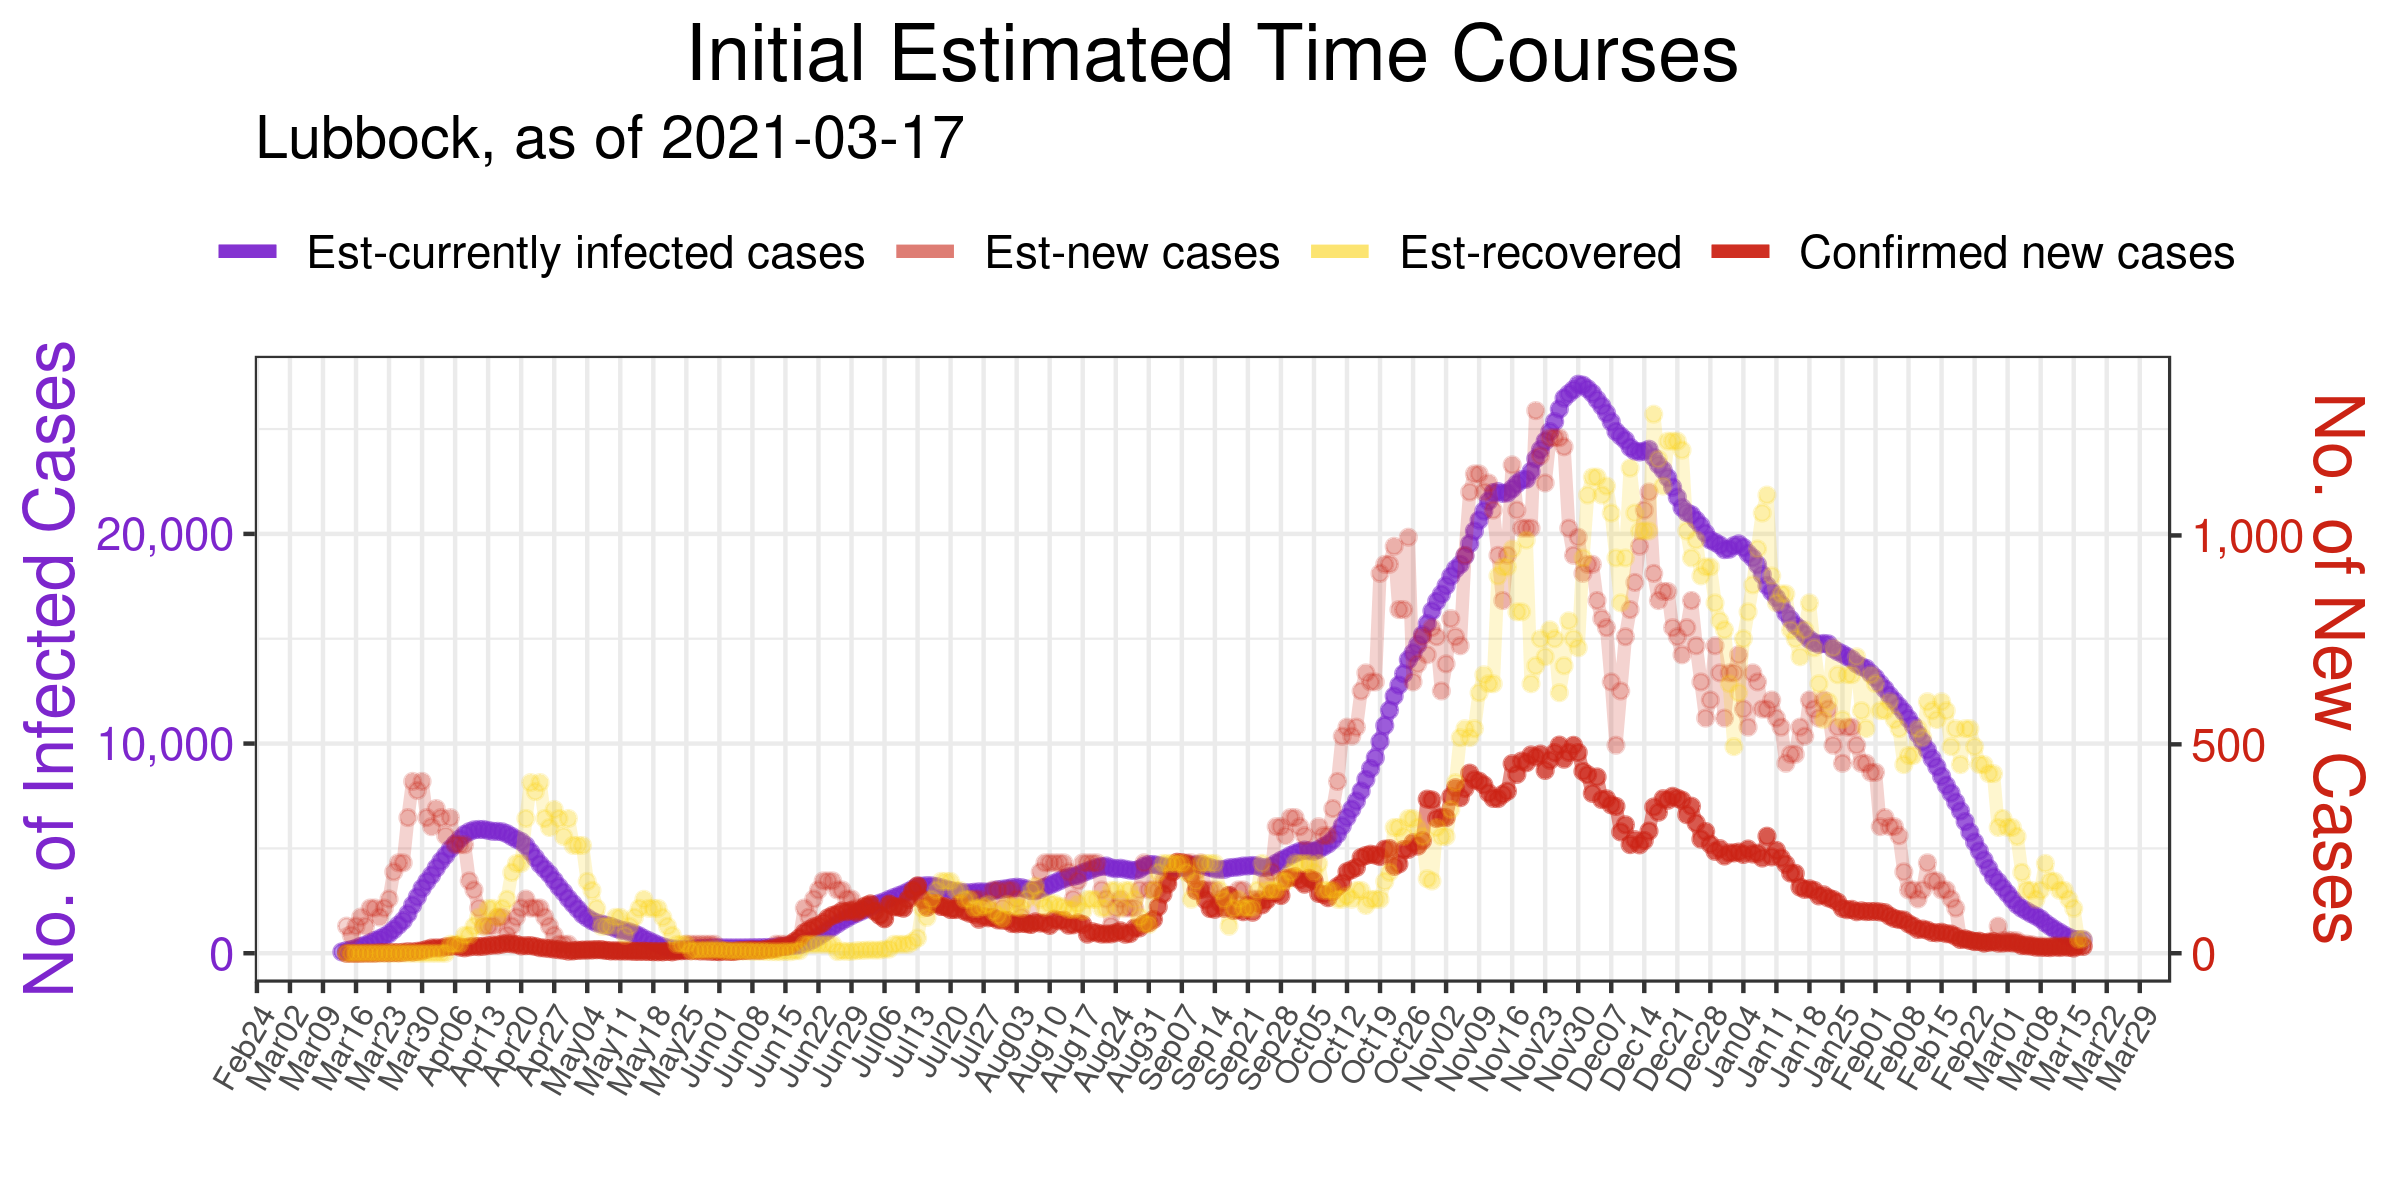 Initial Estimated Time Courses
Lubbock, as of 2021-03-17
Est-currently infected cases Est-new cases Est-recovered Confirmed new cases
No. of Infected Cases
20,000
10,000
0
1,000
500
0
No. of New Cases
Feb24 Mar02 Mar09 Mar16 Mar23 Mar30 Apr06 Apr13 Apr20 Apr27 May04 May11 May18 May25 Jun01 Jun08 Jun15 Jun22 Jun29 Jul06 Jul13 Jul20 Jul27 Aug03 Aug10 Aug17 Aug24 Aug31 Sep07 Sep14 Sep21 Sep28 Oct05 Oct12 Oct19 Oct26 Nov02 Nov09 Nov16 Nov23 Nov30 Dec07 Dec14 Dec21 Dec28 Jan04 Jan11 Jan18 Jan25 Feb01 Feb08 Feb15 Feb22 Mar01 Mar08 Mar15 Mar22 Mar29